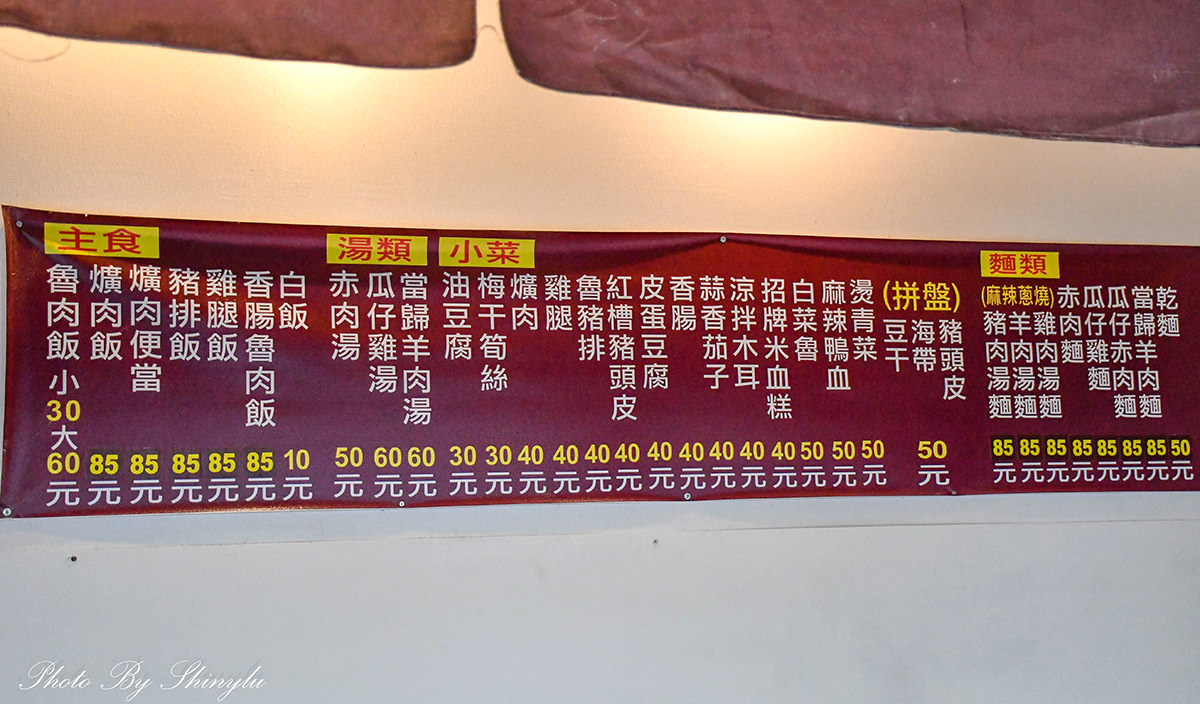 主食
魯肉飯小30大60元
爌肉飯85元
爌肉便當85元
豬排飯85元
雞腿飯85元
香腸魯肉飯85元
白飯10元
湯類
赤肉湯50元
瓜仔雞湯60元
當歸羊肉湯60元
小菜
油豆腐30元
梅干筍絲30元
爌肉40元
雞腿40元
魯豬排40元
紅槽豬頭皮40元
皮蛋豆腐40元
香腸40元
蒜香茄子40元
涼拌木耳40元
招牌米血糕40元
白菜魯50元
麻辣鴨血50元
燙青菜50元
(拼盤)
豆干
海帶
豬頭皮
50元
麵類
(麻辣蔥燒)
豬肉湯麵85元
羊肉湯麵85元
雞肉湯麵85元
赤肉麵85元
瓜仔雞麵85元
瓜仔赤肉麵85元
當歸羊肉麵85元
乾麵50元
Photo By Shinylu